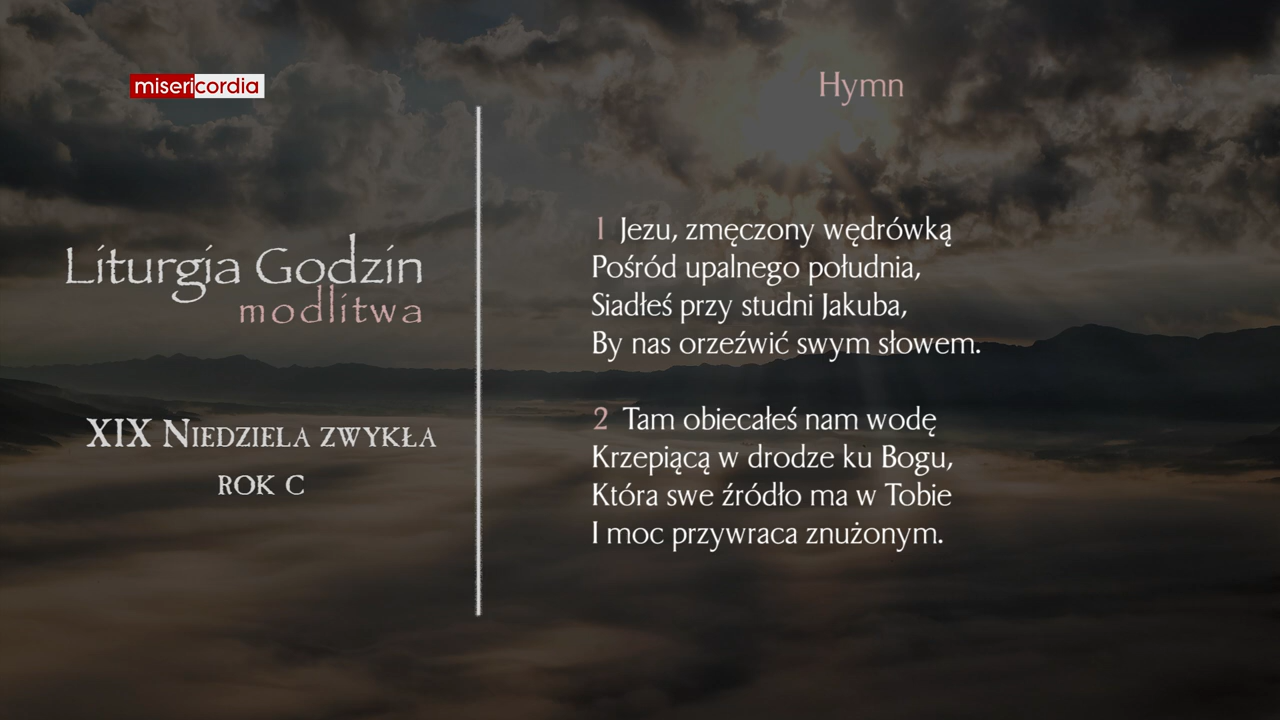 misericordia
Liturgia Godzin
modlitwa
XIX Niedziela zwykła
rok C
Hymn
1 Jezu, zmęczony wędrówką
Pośród upalnego południa,
Siadłeś przy studni Jakuba,
By nas orzeźwić swym słowem.
2 Tam obiecałeś nam wodę
Krzepiącą w drodze ku Bogu,
Która swe źródło ma w Tobie
I moc przywraca znużonym.